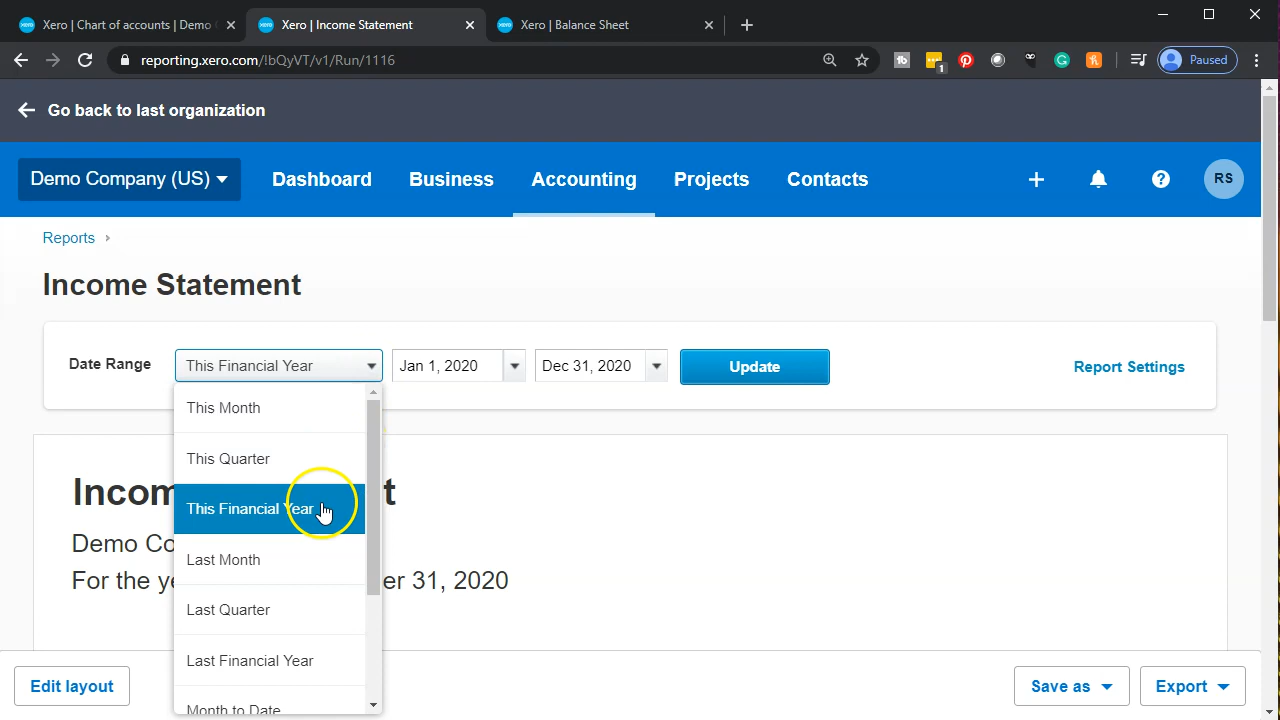 Xero | Chart of accounts | Demo
Xero | Income Statement
Xero | Balance Sheet
reporting.xero.com/!bQyVT/v1/Run/1116
1
Paused
Go back to last organization
Demo Company (US)
Dashboard
Business
Accounting
Projects
Contacts
RS
Reports
Income Statement
Date Range
This Financial Year
Jan 1, 2020
Dec 31, 2020
Update
Report Settings
This Month
This Quarter
This Financial Year
Last Month
Last Quarter
Last Financial Year
Month to Date
Incom t
Demo Co
For the ye er 31, 2020
Edit layout
Save as
Export